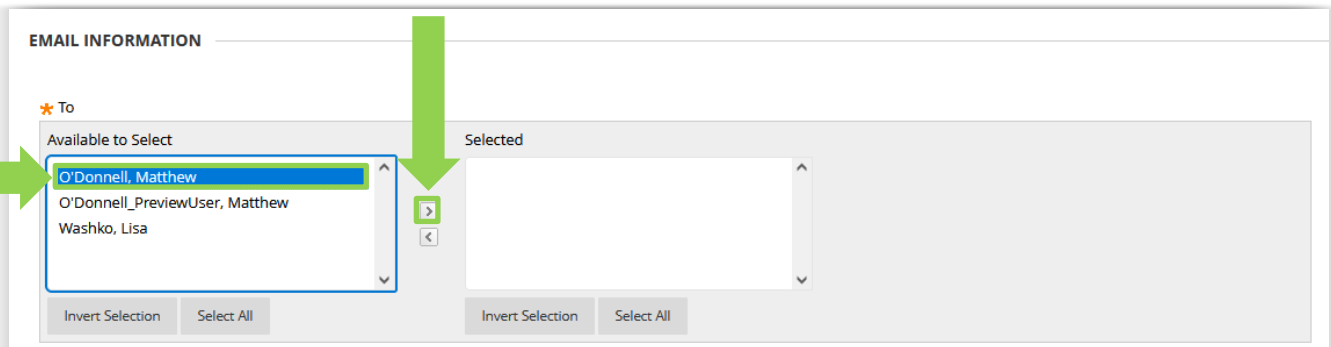 EMAIL INFORMATION
* To
Available to Select
O'Donnell, Matthew
O'Donnell_PreviewUser, Matthew
Washko, Lisa
Invert Selection
Select All
>
<
Selected
Invert Selection
Select All